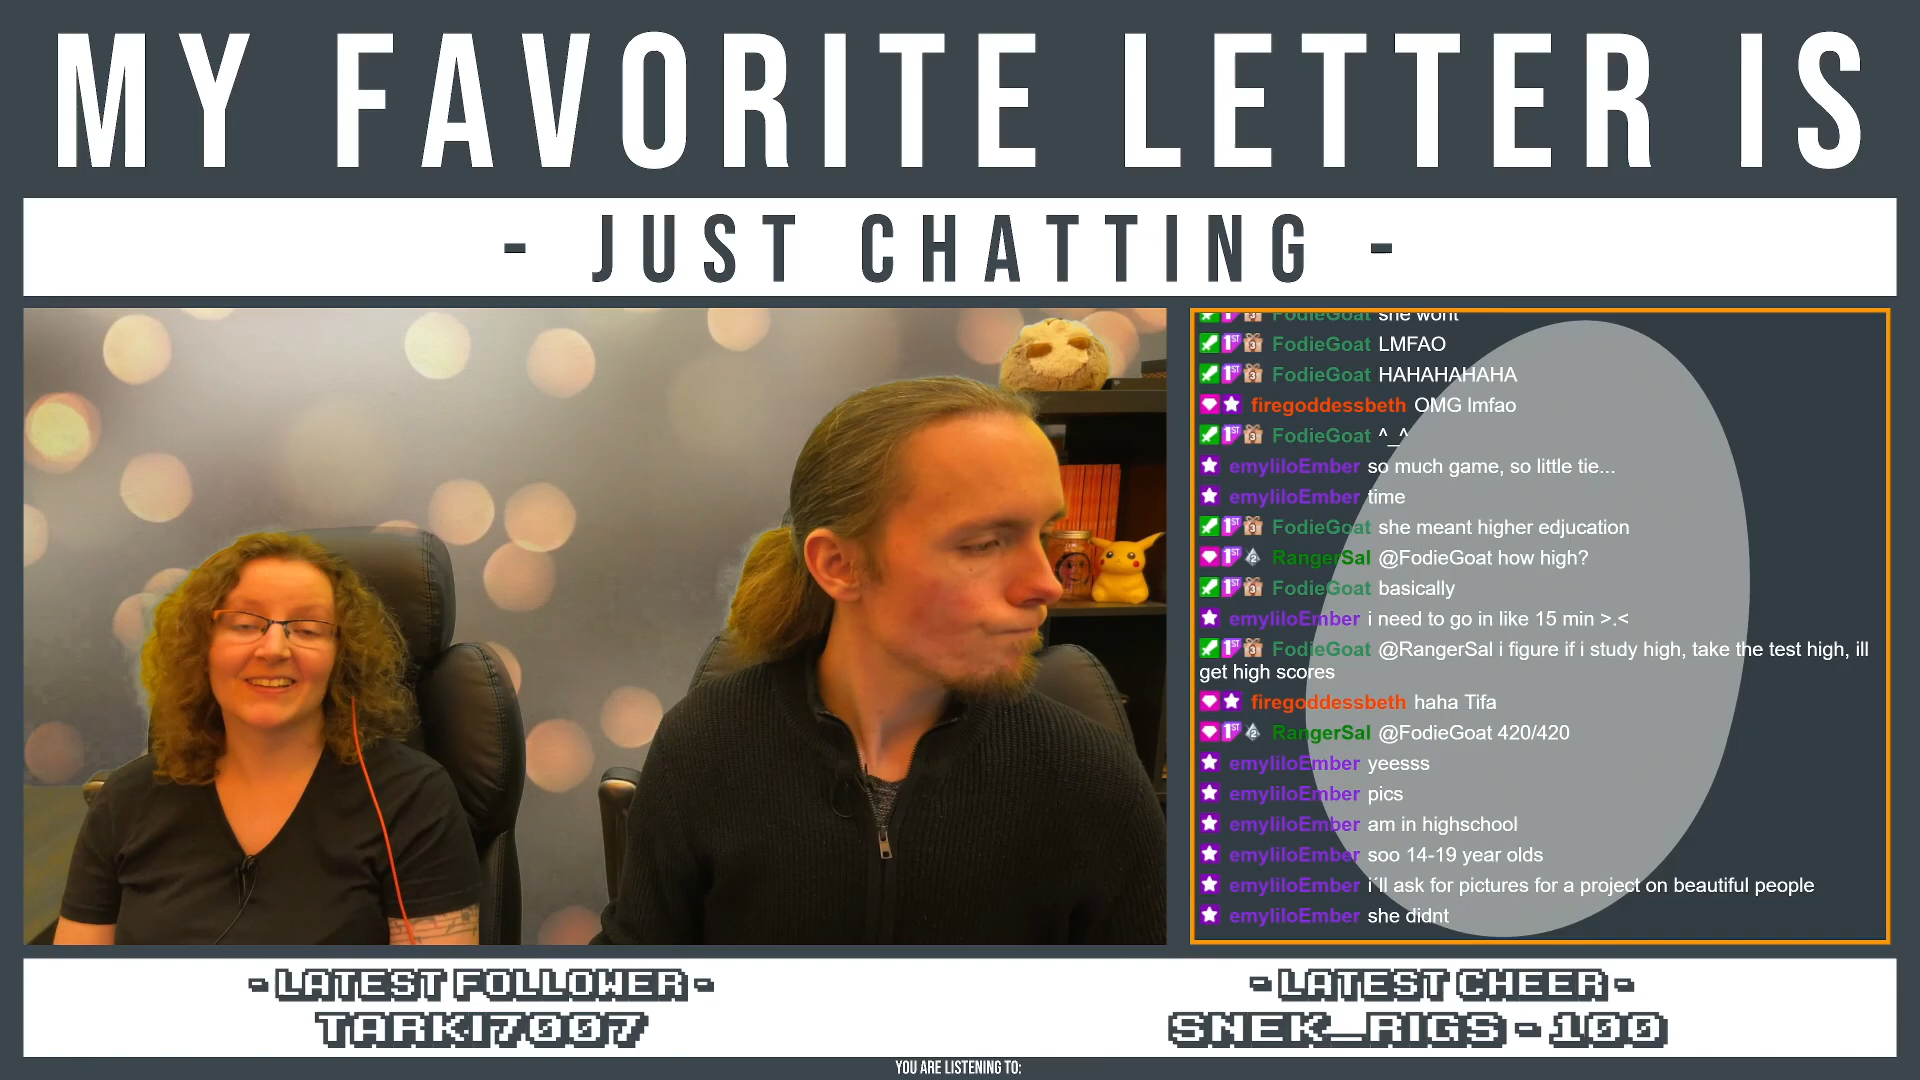 MY FAVORITE LETTER IS
- JUST CHATTING -
FodieGoat she wont
FodieGoat LMFAO
FodieGoat HAHAHAHAHA
firegoddessbeth OMG lmfao
FodieGoat ^_^
emyliloEmber so much game, so little tie...
emyliloEmber time
FodieGoat she meant higher edjucation
RangerSal @FodieGoat how high?
FodieGoat basically
emyliloEmber i need to go in like 15 min >.<
FodieGoat @RangerSal i figure if i study high, take the test high, ill
get high scores
firegoddessbeth haha Tifa
RangerSal @FodieGoat 420/420
emyliloEmber yeesss
emyliloEmber pics
emyliloEmber am in highschool
emyliloEmber soo 14-19 year olds
emyliloEmber i´ll ask for pictures for a project on beautiful people
emyliloEmber she didnt
- LATEST FOLLOWER -
TARKI7007
- LATEST CHEER -
SNEK_RIGS - 100
YOU ARE LISTENING TO: